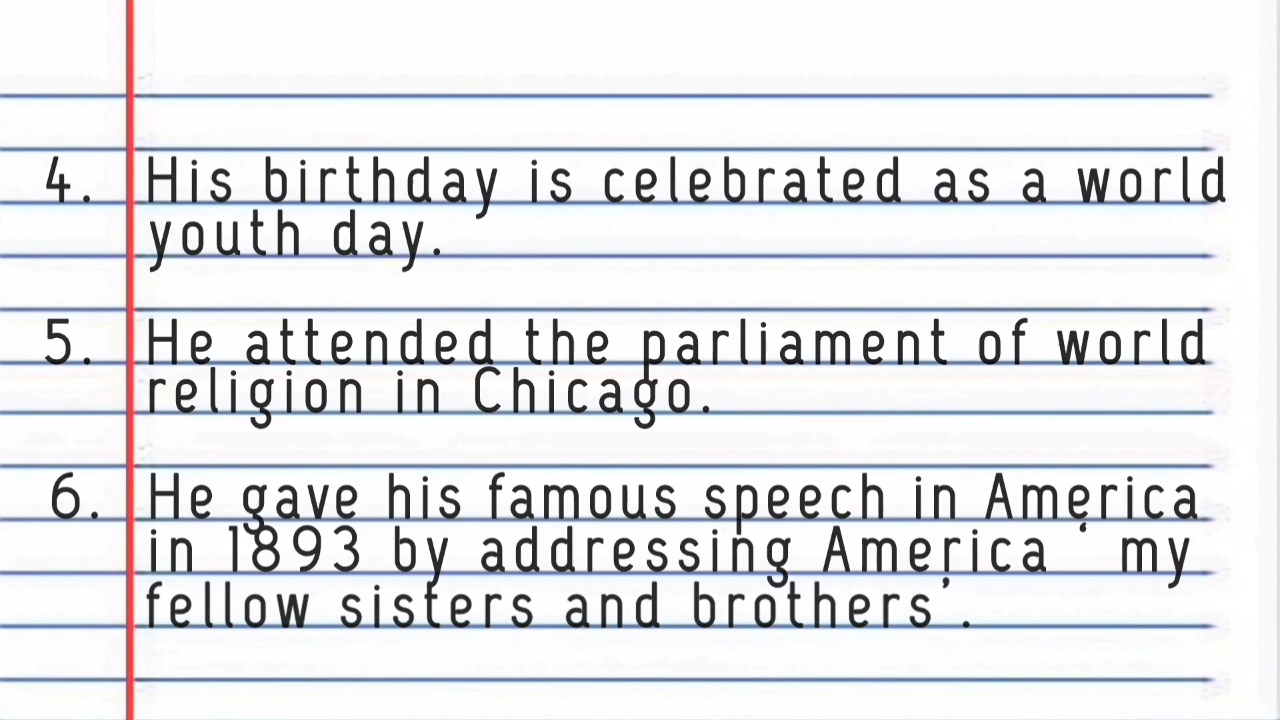 4. His birthday is celebrated as a world
youth day.
5. He attended the parliament of world
religion in Chicago.
6. He gave his famous speech in America
in 1893 by addressing America ‘ my
fellow sisters and brothers’.